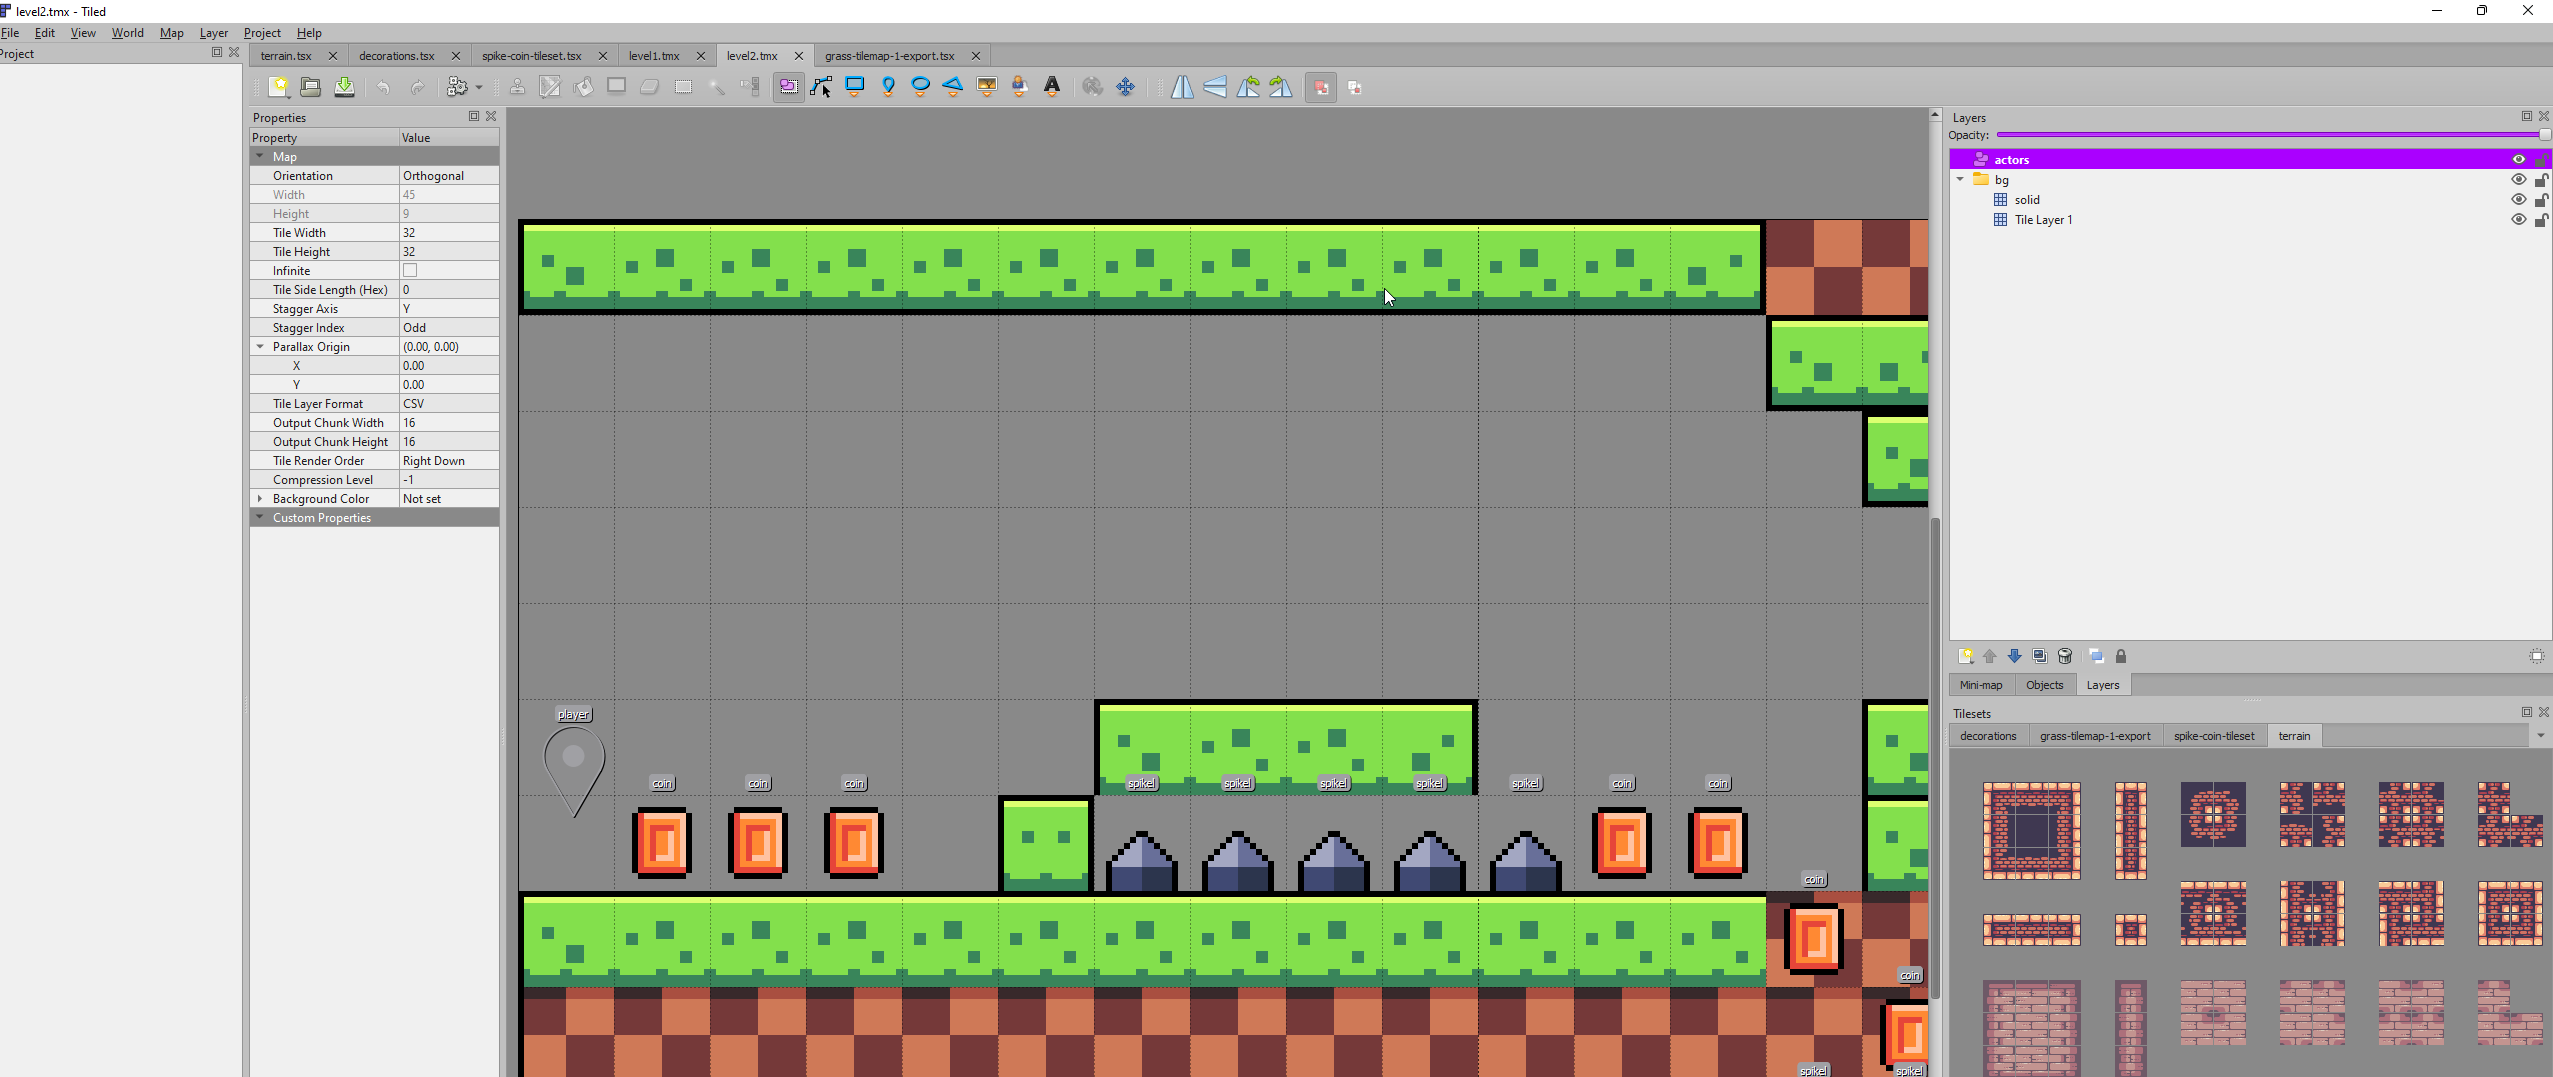 level2.tmx - Tiled
File Edit View World Map Layer Project Help
Project
terrain.tsx decorations.tsx spike-coin-tileset.tsx level1.tmx level2.tmx grass-tilemap-1-export.tsx
Properties
Property Value
Map
Orientation Orthogonal
Width 45
Height 9
Tile Width 32
Tile Height 32
Infinite
Tile Side Length (Hex) 0
Stagger Axis Y
Stagger Index Odd
Parallax Origin (0.00, 0.00)
X 0.00
Y 0.00
Tile Layer Format CSV
Output Chunk Width 16
Output Chunk Height 16
Tile Render Order Right Down
Compression Level -1
Background Color Not set
Custom Properties
player
coin coin coin spikel spikel spikel spikel spikel coin coin
coin
coin
spikel spikel
Layers
Opacity:
actors
bg
solid
Tile Layer 1
Mini-map Objects Layers
Tilesets
decorations grass-tilemap-1-export spike-coin-tileset terrain